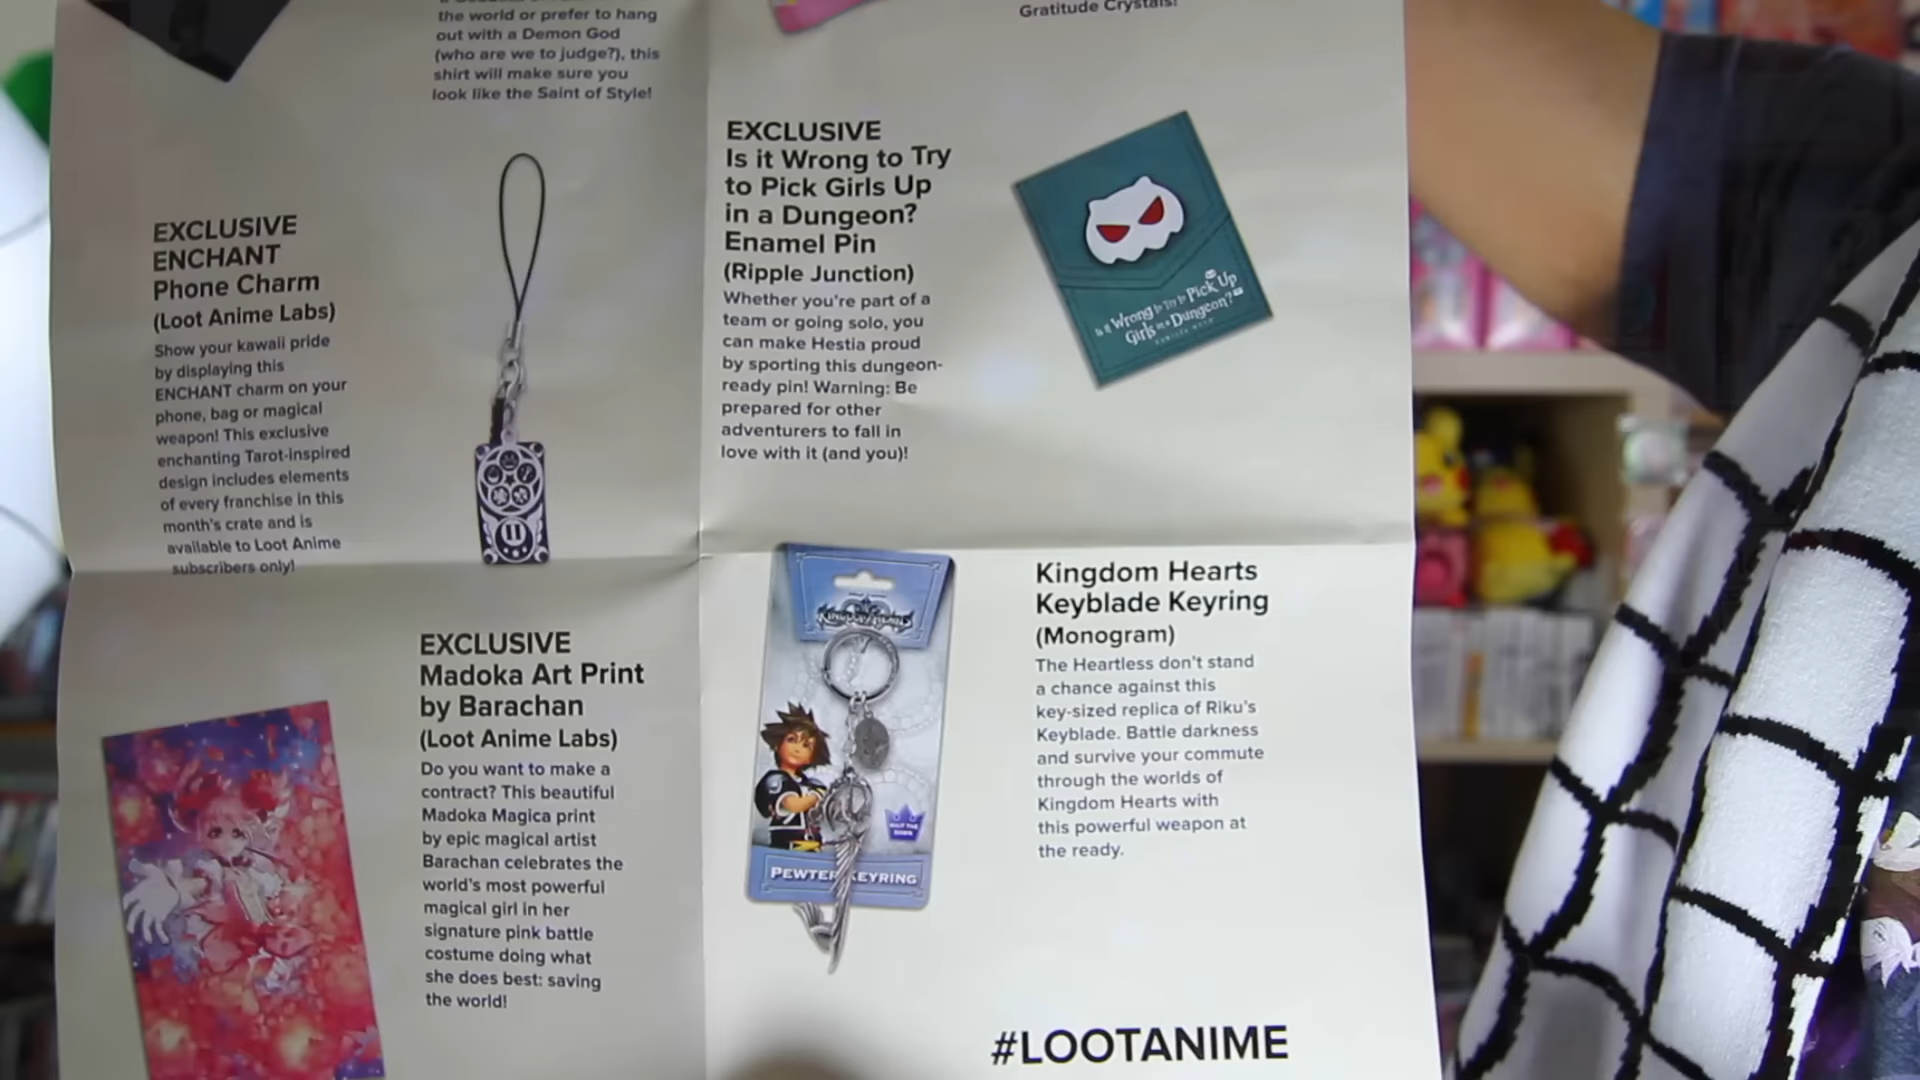 the world or prefer to hang
out with a Demon God
(who are we to judge?), this
shirt will make sure you
look like the Saint of Style!
EXCLUSIVE
ENCHANT
Phone Charm
(Loot Anime Labs)
Show your kawaii pride
by displaying this
ENCHANT charm on your
phone, bag or magical
weapon! This exclusive
enchanting Tarot-inspired
design includes elements
of every franchise in this
month's crate and is
available to Loot Anime
subscribers only!
EXCLUSIVE
Madoka Art Print
by Barachan
(Loot Anime Labs)
Do you want to make a
contract? This beautiful
Madoka Magica print
by epic magical artist
Barachan celebrates the
world's most powerful
magical girl in her
signature pink battle
costume doing what
she does best: saving
the world!
Gratitude Crystals!
EXCLUSIVE
Is it Wrong to Try
to Pick Girls Up
in a Dungeon?
Enamel Pin
(Ripple Junction)
Whether you're part of a
team or going solo, you
can make Hestia proud
by sporting this dungeon-
ready pin! Warning: Be
prepared for other
adventurers to fall in
love with it (and you)!
Is it Wrong to Try to Pick Up
Girls in a Dungeon?
KINGDOM HEARTS
PEWTER KEYRING
Kingdom Hearts
Keyblade Keyring
(Monogram)
The Heartless don't stand
a chance against this
key-sized replica of Riku's
Keyblade. Battle darkness
and survive your commute
through the worlds of
Kingdom Hearts with
this powerful weapon at
the ready.
#LOOTANIME